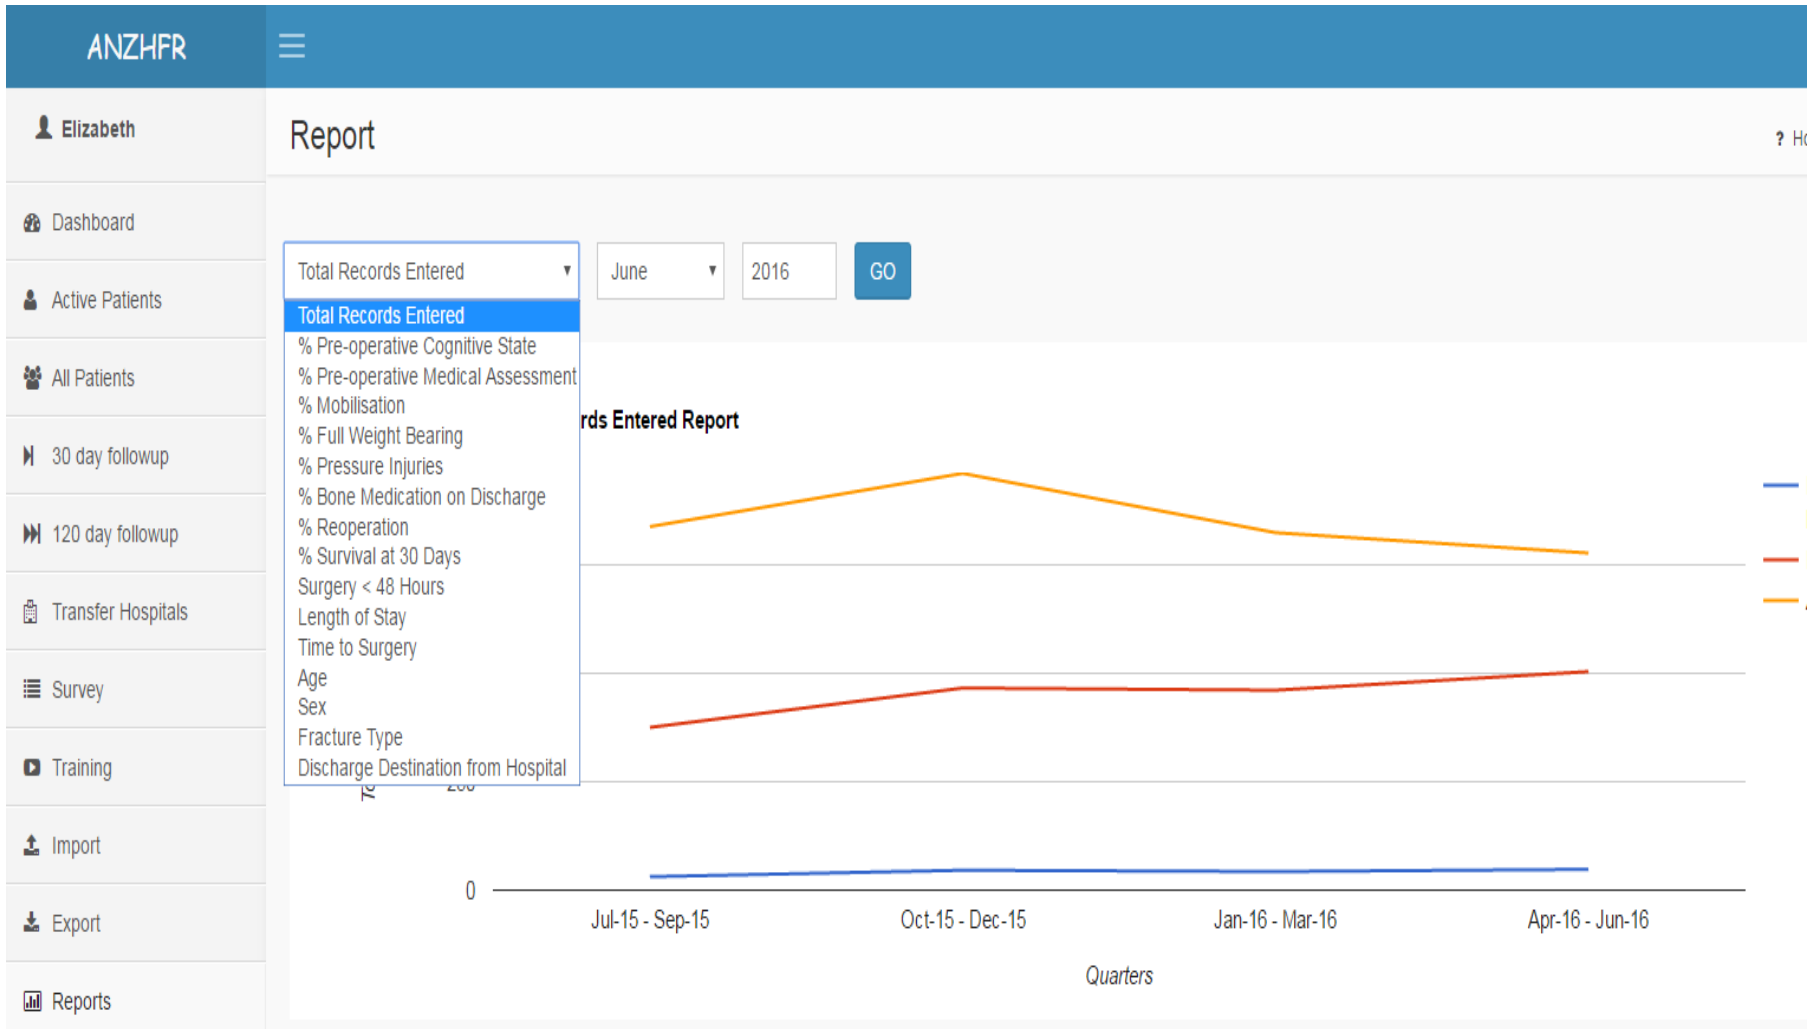 ANZHFR
Elizabeth
Report
?
Dashboard
Active Patients
All Patients
30 day followup
120 day followup
Transfer Hospitals
Survey
Training
Import
Export
Reports
Total Records Entered June 2016 GO
Total Records Entered
% Pre-operative Cognitive State
% Pre-operative Medical Assessment
% Mobilisation
% Full Weight Bearing
% Pressure Injuries
% Bone Medication on Discharge
% Reoperation
% Survival at 30 Days
Surgery < 48 Hours
Length of Stay
Time to Surgery
Age
Sex
Fracture Type
Discharge Destination from Hospital
rds Entered Report
200
0
Jul-15 - Sep-15 Oct-15 - Dec-15 Jan-16 - Mar-16 Apr-16 - Jun-16
Quarters